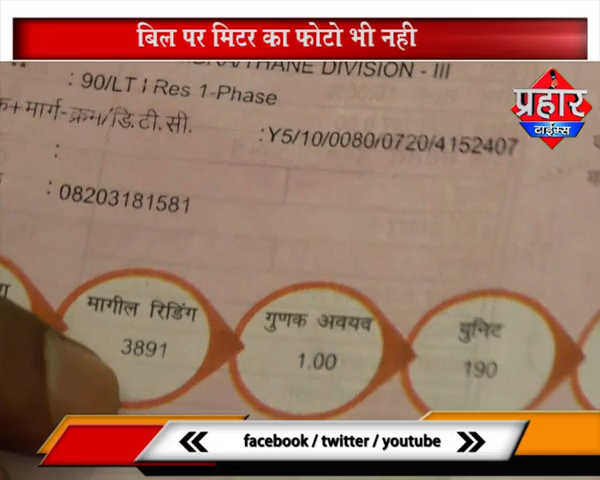 बिल पर मिटर का फोटो भी नही
THANE DIVISION - III
: 90/LT I Res 1-Phase
प्रहार
टाईम्स
+मार्ग-क्रम/डि.टी.सी. :Y5/10/0080/0720/4152407
:
: 08203181581
मागील रिडिंग
3891
गुणक अवयव
1.00
युनिट
190
facebook / twitter / youtube